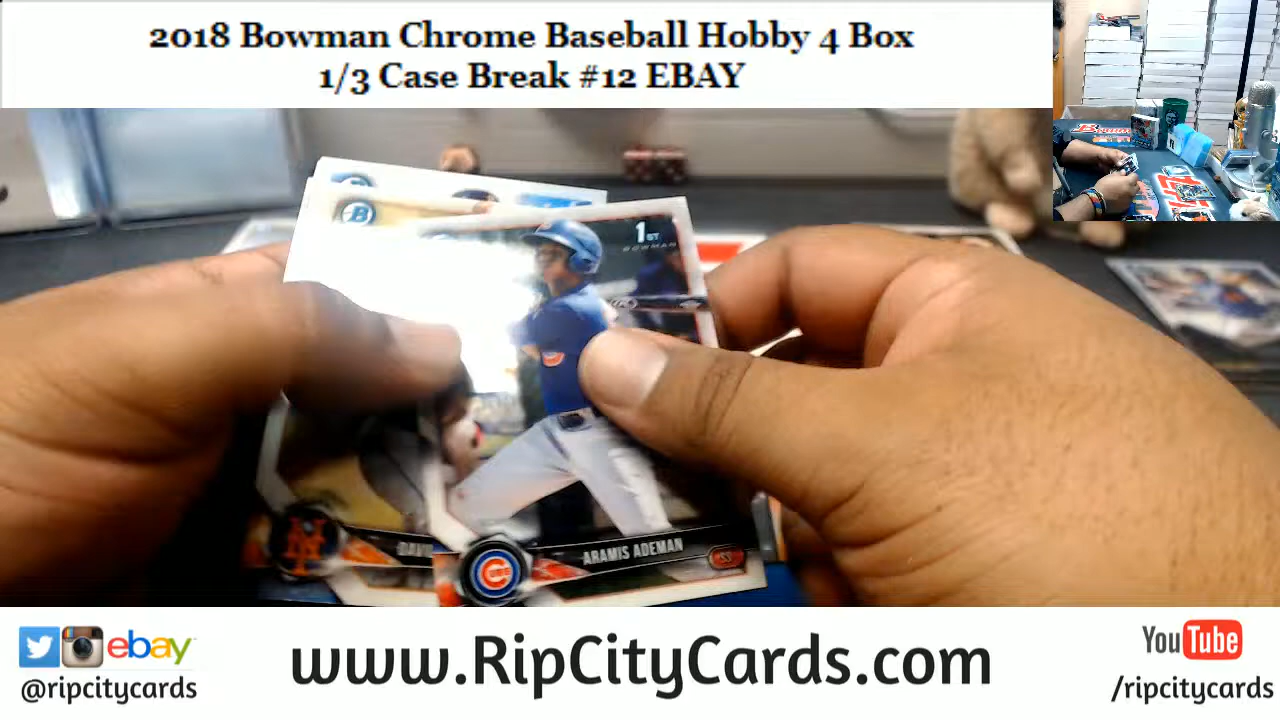 2018 Bowman Chrome Baseball Hobby 4 Box
1/3 Case Break #12 EBAY
1ST
BOWMAN
ARAMIS ADEMAN
SS
ebay
@ripcitycards
www.RipCityCards.com
YouTube
/ripcitycards